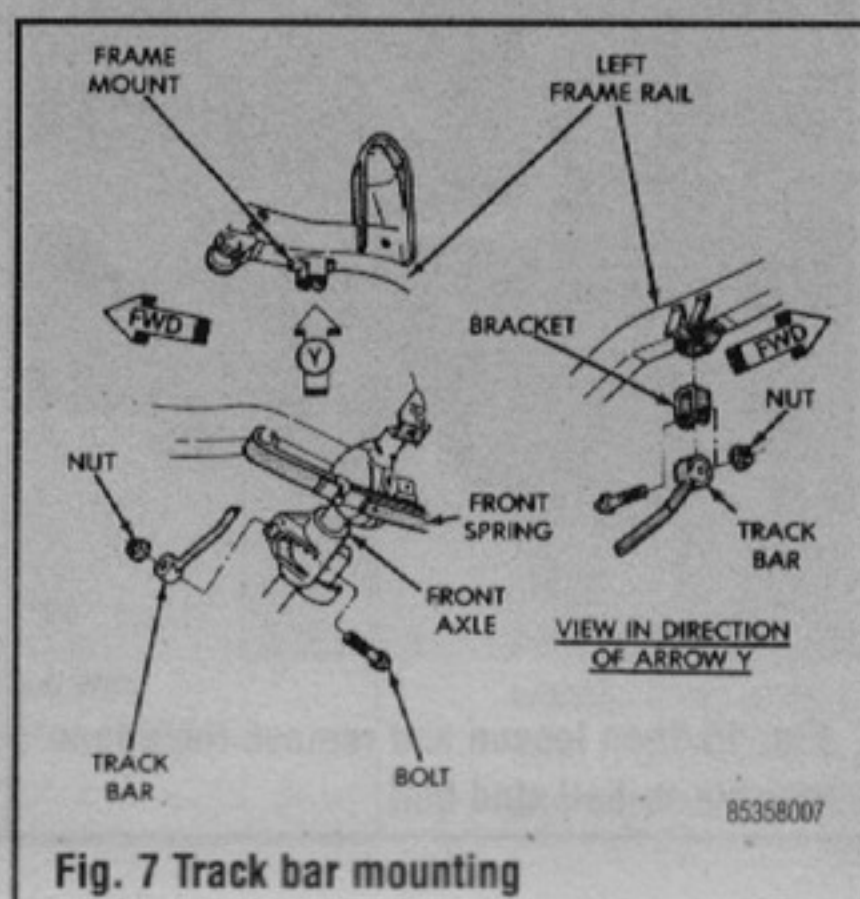 FRAME
MOUNT
LEFT
FRAME RAIL
FWD
Y
BRACKET
FWD
NUT
NUT
FRONT
SPRING
TRACK
BAR
FRONT
AXLE
VIEW IN DIRECTION
OF ARROW Y
TRACK
BAR
BOLT
85358007
Fig. 7 Track bar mounting